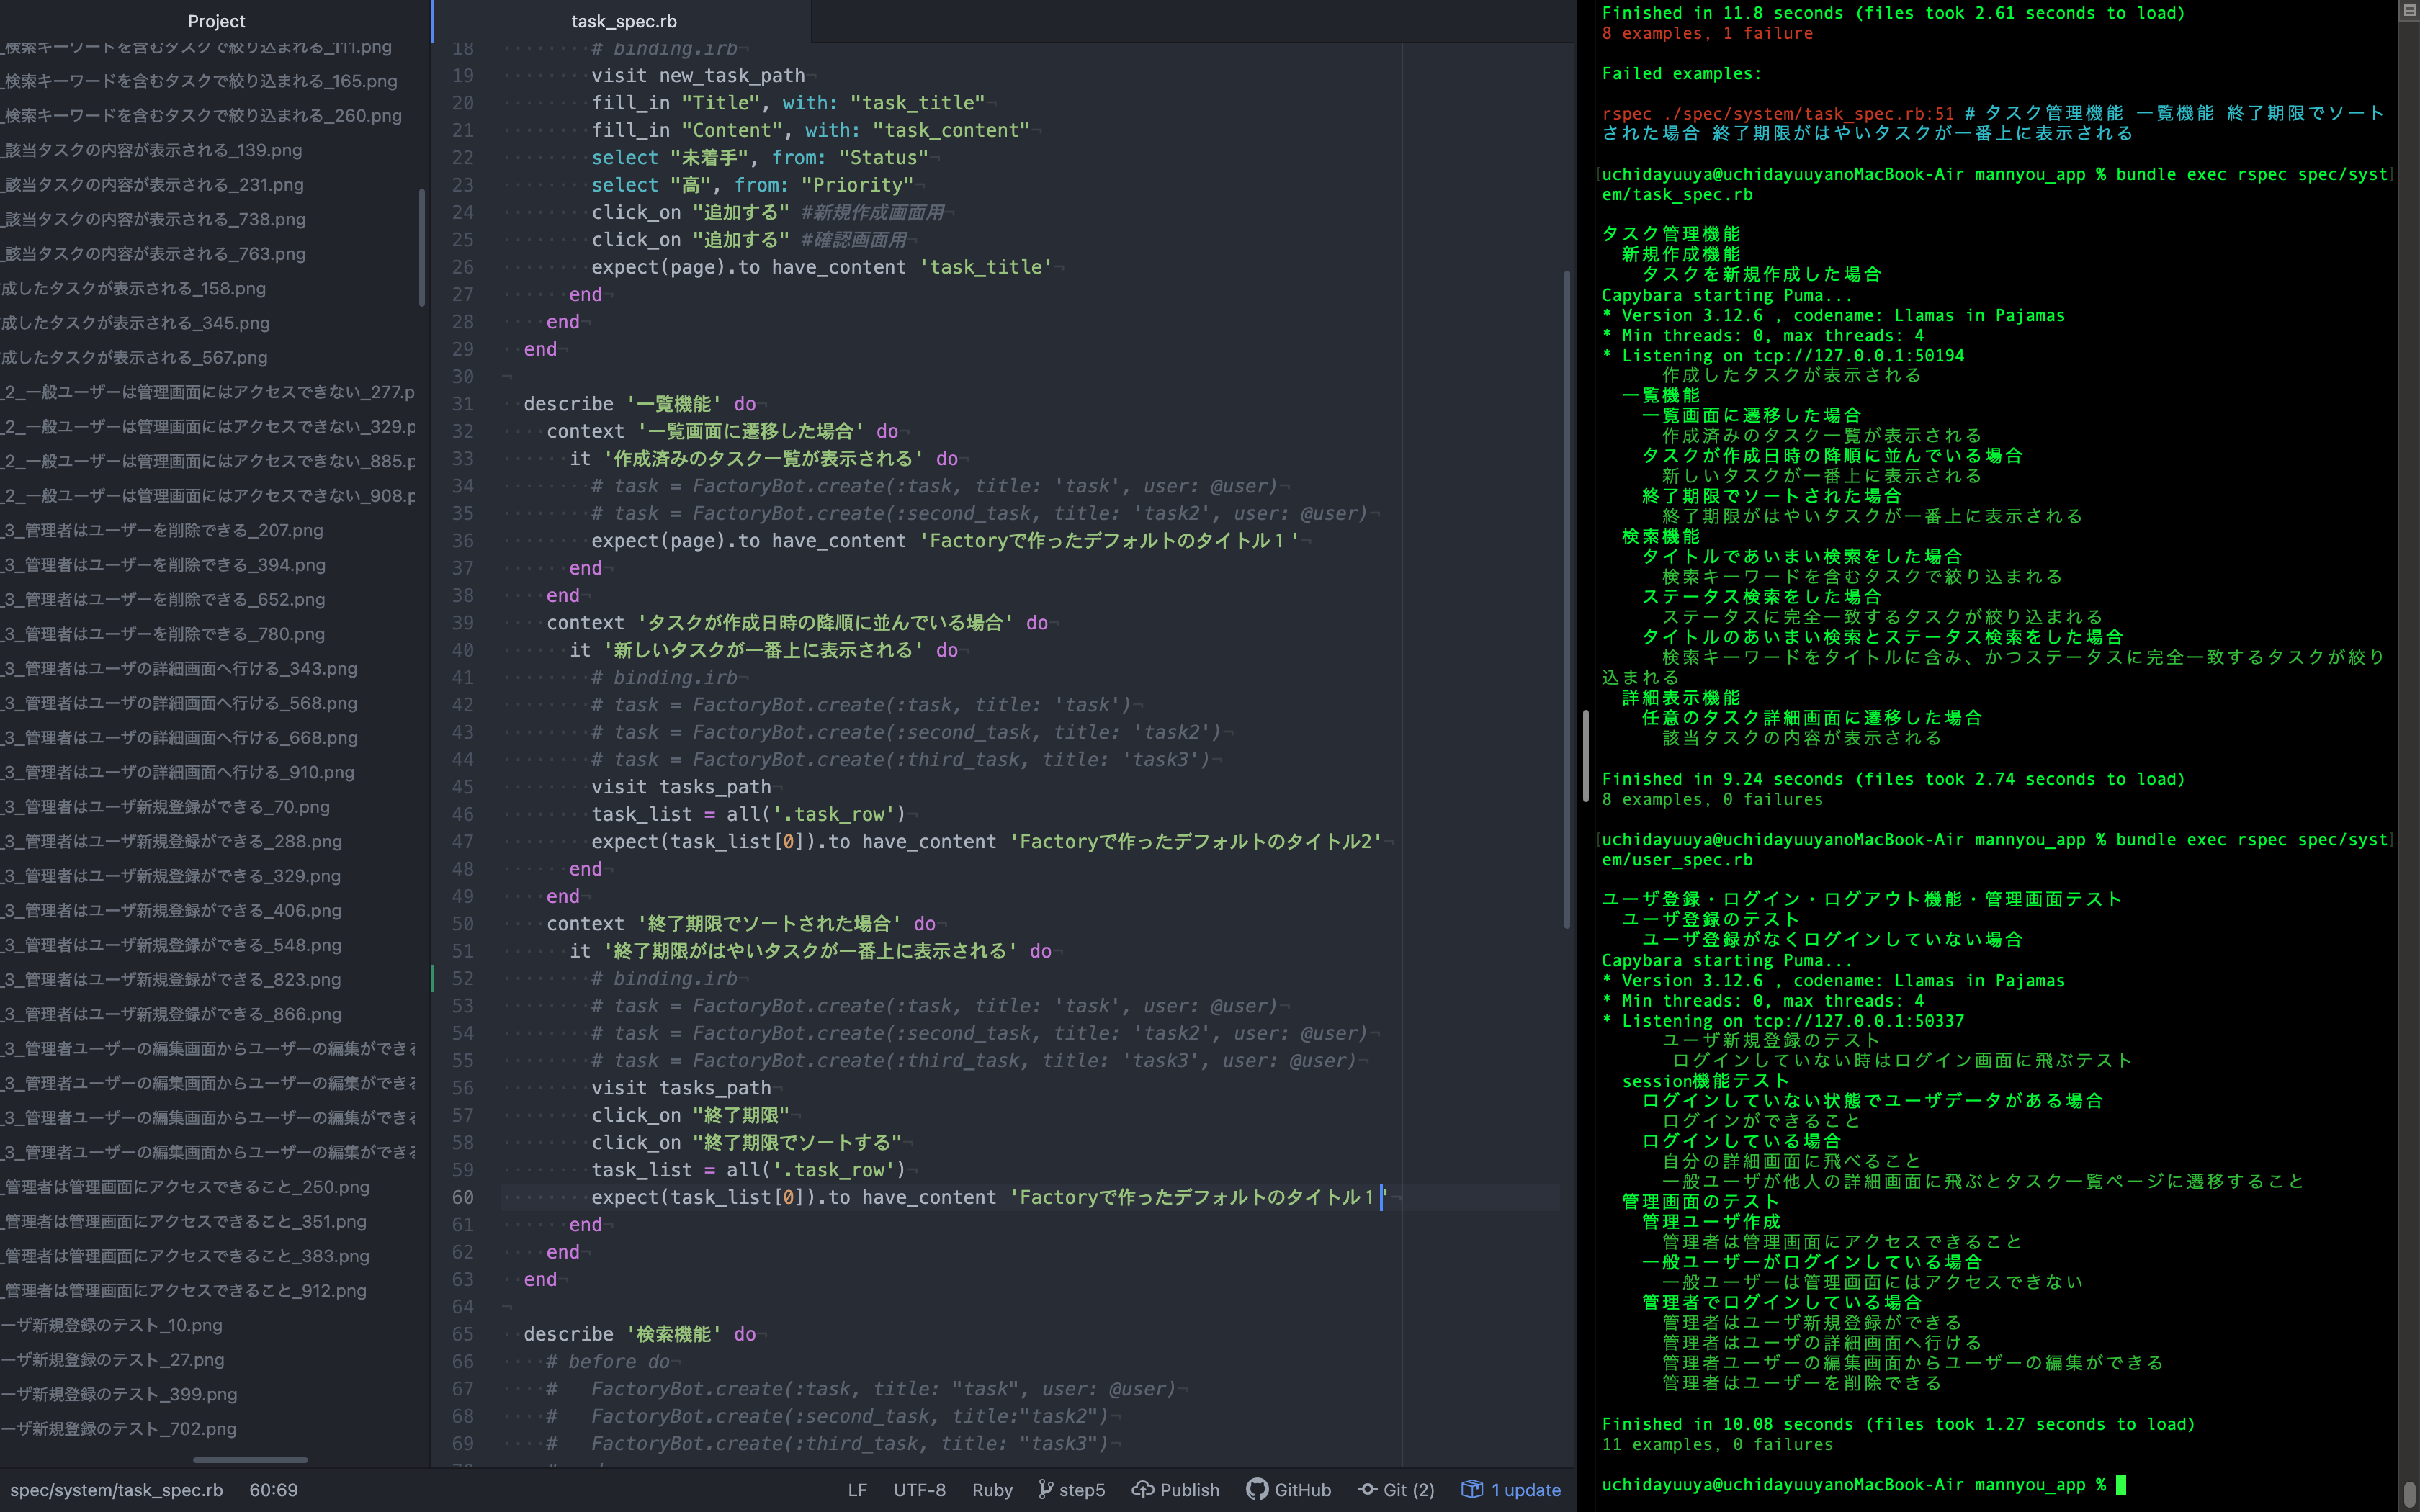 Project
_検索キーワードを含むタスクで絞り込まれる_111.png
_検索キーワードを含むタスクで絞り込まれる_165.png
_検索キーワードを含むタスクで絞り込まれる_260.png
_該当タスクの内容が表示される_139.png
_該当タスクの内容が表示される_231.png
_該当タスクの内容が表示される_738.png
_該当タスクの内容が表示される_763.png
成したタスクが表示される_158.png
成したタスクが表示される_345.png
成したタスクが表示される_567.png
_2_一般ユーザーは管理画面にはアクセスできない_277.p
_2_一般ユーザーは管理画面にはアクセスできない_329.p
_2_一般ユーザーは管理画面にはアクセスできない_885.p
_2_一般ユーザーは管理画面にはアクセスできない_908.p
_3_管理者はユーザーを削除できる_207.png
_3_管理者はユーザーを削除できる_394.png
_3_管理者はユーザーを削除できる_652.png
_3_管理者はユーザーを削除できる_780.png
_3_管理者はユーザの詳細画面へ行ける_343.png
_3_管理者はユーザの詳細画面へ行ける_568.png
_3_管理者はユーザの詳細画面へ行ける_668.png
_3_管理者はユーザの詳細画面へ行ける_910.png
_3_管理者はユーザ新規登録ができる_70.png
_3_管理者はユーザ新規登録ができる_288.png
_3_管理者はユーザ新規登録ができる_329.png
_3_管理者はユーザ新規登録ができる_406.png
_3_管理者はユーザ新規登録ができる_548.png
_3_管理者はユーザ新規登録ができる_823.png
_3_管理者はユーザ新規登録ができる_866.png
_3_管理者ユーザーの編集画面からユーザーの編集ができる
_3_管理者ユーザーの編集画面からユーザーの編集ができる
_3_管理者ユーザーの編集画面からユーザーの編集ができる
_3_管理者ユーザーの編集画面からユーザーの編集ができる
_管理者は管理画面にアクセスできること_250.png
_管理者は管理画面にアクセスできること_351.png
_管理者は管理画面にアクセスできること_383.png
_管理者は管理画面にアクセスできること_912.png
ーザ新規登録のテスト_10.png
ーザ新規登録のテスト_27.png
ーザ新規登録のテスト_399.png
ーザ新規登録のテスト_702.png
task_spec.rb
18 # binding.irb
19 visit new_task_path
20 fill_in "Title", with: "task_title"
21 fill_in "Content", with: "task_content"
22 select "未着手", from: "Status"
23 select "高", from: "Priority"
24 click_on "追加する" #新規作成画面用
25 click_on "追加する" #確認画面用
26 expect(page).to have_content 'task_title'
27 end
28 end
29 end
30
31 describe '一覧機能' do
32 context '一覧画面に遷移した場合' do
33 it '作成済みのタスク一覧が表示される' do
34 # task = FactoryBot.create(:task, title: 'task', user: @user)
35 # task = FactoryBot.create(:second_task, title: 'task2', user: @user)
36 expect(page).to have_content 'Factoryで作ったデフォルトのタイトル１'
37 end
38 end
39 context 'タスクが作成日時の降順に並んでいる場合' do
40 it '新しいタスクが一番上に表示される' do
41 # binding.irb
42 # task = FactoryBot.create(:task, title: 'task')
43 # task = FactoryBot.create(:second_task, title: 'task2')
44 # task = FactoryBot.create(:third_task, title: 'task3')
45 visit tasks_path
46 task_list = all('.task_row')
47 expect(task_list[0]).to have_content 'Factoryで作ったデフォルトのタイトル2'
48 end
49 end
50 context '終了期限でソートされた場合' do
51 it '終了期限がはやいタスクが一番上に表示される' do
52 # binding.irb
53 # task = FactoryBot.create(:task, title: 'task', user: @user)
54 # task = FactoryBot.create(:second_task, title: 'task2', user: @user)
55 # task = FactoryBot.create(:third_task, title: 'task3', user: @user)
56 visit tasks_path
57 click_on "終了期限"
58 click_on "終了期限でソートする"
59 task_list = all('.task_row')
60 expect(task_list[0]).to have_content 'Factoryで作ったデフォルトのタイトル１'
61 end
62 end
63 end
64
65 describe '検索機能' do
66 # before do
67 # FactoryBot.create(:task, title: "task", user: @user)
68 # FactoryBot.create(:second_task, title:"task2")
69 # FactoryBot.create(:third_task, title: "task3")
70 # end
spec/system/task_spec.rb 60:69 LF UTF-8 Ruby step5 Publish GitHub Git (2) 1 update
Finished in 11.8 seconds (files took 2.61 seconds to load)
8 examples, 1 failure
Failed examples:
rspec ./spec/system/task_spec.rb:51 # タスク管理機能 一覧機能 終了期限でソート
された場合 終了期限がはやいタスクが一番上に表示される
[uchidayuuya@uchidayuuyanoMacBook-Air mannyou_app % bundle exec rspec spec/syst]
em/task_spec.rb
タスク管理機能
新規作成機能
タスクを新規作成した場合
Capybara starting Puma...
* Version 3.12.6 , codename: Llamas in Pajamas
* Min threads: 0, max threads: 4
* Listening on tcp://127.0.0.1:50194
作成したタスクが表示される
一覧機能
一覧画面に遷移した場合
作成済みのタスク一覧が表示される
タスクが作成日時の降順に並んでいる場合
新しいタスクが一番上に表示される
終了期限でソートされた場合
終了期限がはやいタスクが一番上に表示される
検索機能
タイトルであいまい検索をした場合
検索キーワードを含むタスクで絞り込まれる
ステータス検索をした場合
ステータスに完全一致するタスクが絞り込まれる
タイトルのあいまい検索とステータス検索をした場合
検索キーワードをタイトルに含み、かつステータスに完全一致するタスクが絞り
込まれる
詳細表示機能
任意のタスク詳細画面に遷移した場合
該当タスクの内容が表示される
Finished in 9.24 seconds (files took 2.74 seconds to load)
8 examples, 0 failures
[uchidayuuya@uchidayuuyanoMacBook-Air mannyou_app % bundle exec rspec spec/syst]
em/user_spec.rb
ユーザ登録・ログイン・ログアウト機能・管理画面テスト
ユーザ登録のテスト
ユーザ登録がなくログインしていない場合
Capybara starting Puma...
* Version 3.12.6 , codename: Llamas in Pajamas
* Min threads: 0, max threads: 4
* Listening on tcp://127.0.0.1:50337
ユーザ新規登録のテスト
ログインしていない時はログイン画面に飛ぶテスト
session機能テスト
ログインしていない状態でユーザデータがある場合
ログインができること
ログインしている場合
自分の詳細画面に飛べること
一般ユーザが他人の詳細画面に飛ぶとタスク一覧ページに遷移すること
管理画面のテスト
管理ユーザ作成
管理者は管理画面にアクセスできること
一般ユーザーがログインしている場合
一般ユーザーは管理画面にはアクセスできない
管理者でログインしている場合
管理者はユーザ新規登録ができる
管理者はユーザの詳細画面へ行ける
管理者ユーザーの編集画面からユーザーの編集ができる
管理者はユーザーを削除できる
Finished in 10.08 seconds (files took 1.27 seconds to load)
11 examples, 0 failures
uchidayuuya@uchidayuuyanoMacBook-Air mannyou_app %